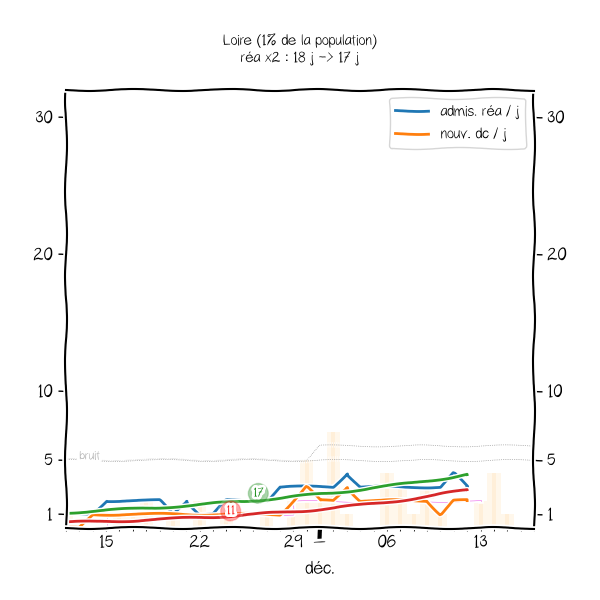 Loire (1% de la population)
réa x2 : 18 j -> 17 j
admis. réa / j
nouv. dc / j
30
30
20
20
10
10
bruit
5
5
17
11
1
1
15
22
29
06
13
déc.